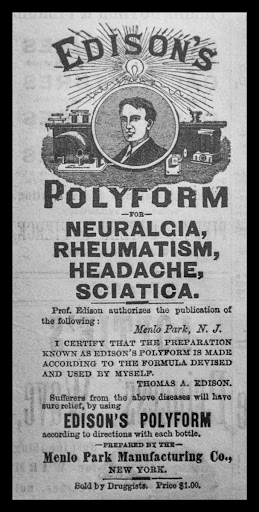 EDISON'S
POLYFORM
—FOR—
NEURALGIA,
RHEUMATISM,
HEADACHE,
SCIATICA.
Prof. Edison authorizes the publication of
the following:
Menlo Park, N. J.
I CERTIFY THAT THE PREPARATION
KNOWN AS EDISON'S POLYFORM IS MADE
ACCORDING TO THE FORMULA DEVISED
AND USED BY MYSELF.
THOMAS A. EDISON.
Sufferers from the above diseases will have
sure relief, by using
EDISON'S POLYFORM
according to directions with each bottle.
—PREPARED BY THE—
Menlo Park Manufacturing Co.,
NEW YORK.
Sold by Druggists. Price $1.00.